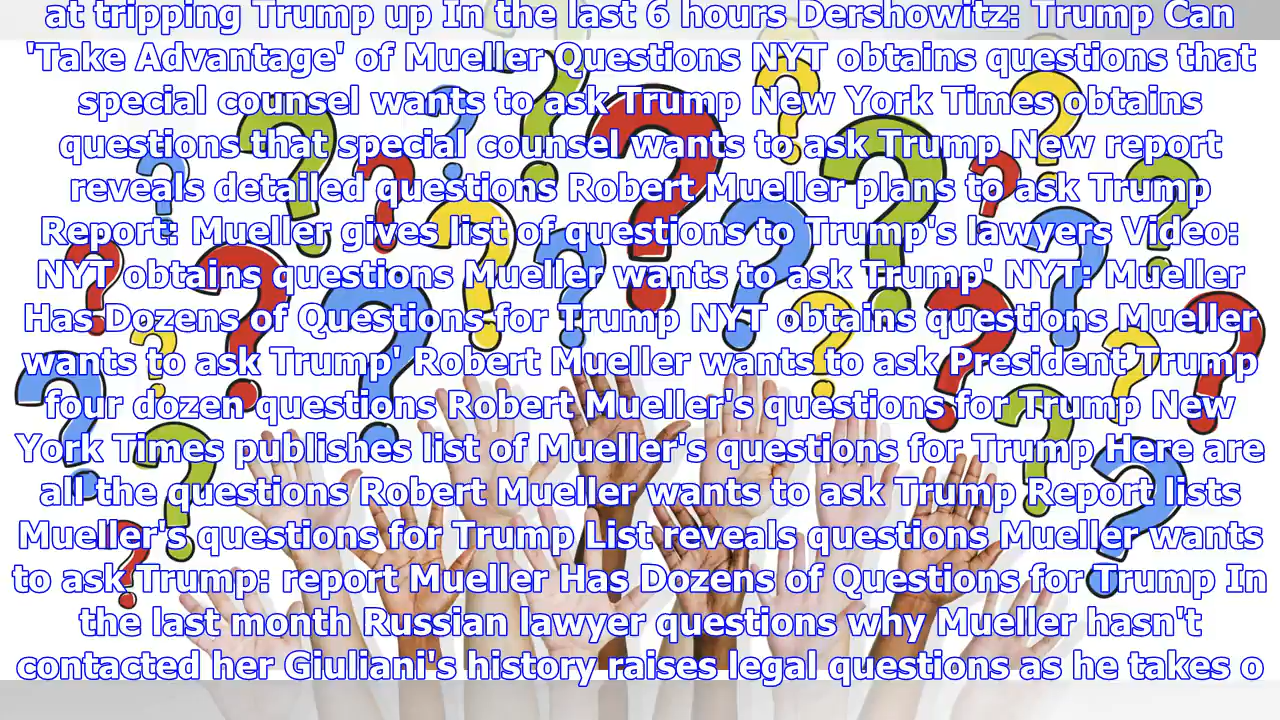 at tripping Trump up In the last 6 hours Dershowitz: Trump Can
'Take Advantage' of Mueller Questions NYT obtains questions that
special counsel wants to ask Trump New York Times obtains
questions that special counsel wants to ask Trump New report
reveals detailed questions Robert Mueller plans to ask Trump
Report: Mueller gives list of questions to Trump's lawyers Video:
NYT obtains questions Mueller wants to ask Trump' NYT: Mueller
Has Dozens of Questions for Trump NYT obtains questions Mueller
wants to ask Trump' Robert Mueller wants to ask President Trump
four dozen questions Robert Mueller's questions for Trump New
York Times publishes list of Mueller's questions for Trump Here are
all the questions Robert Mueller wants to ask Trump Report lists
Mueller's questions for Trump List reveals questions Mueller wants
to ask Trump: report Mueller Has Dozens of Questions for Trump In
the last month Russian lawyer questions why Mueller hasn't
contacted her Giuliani's history raises legal questions as he takes o